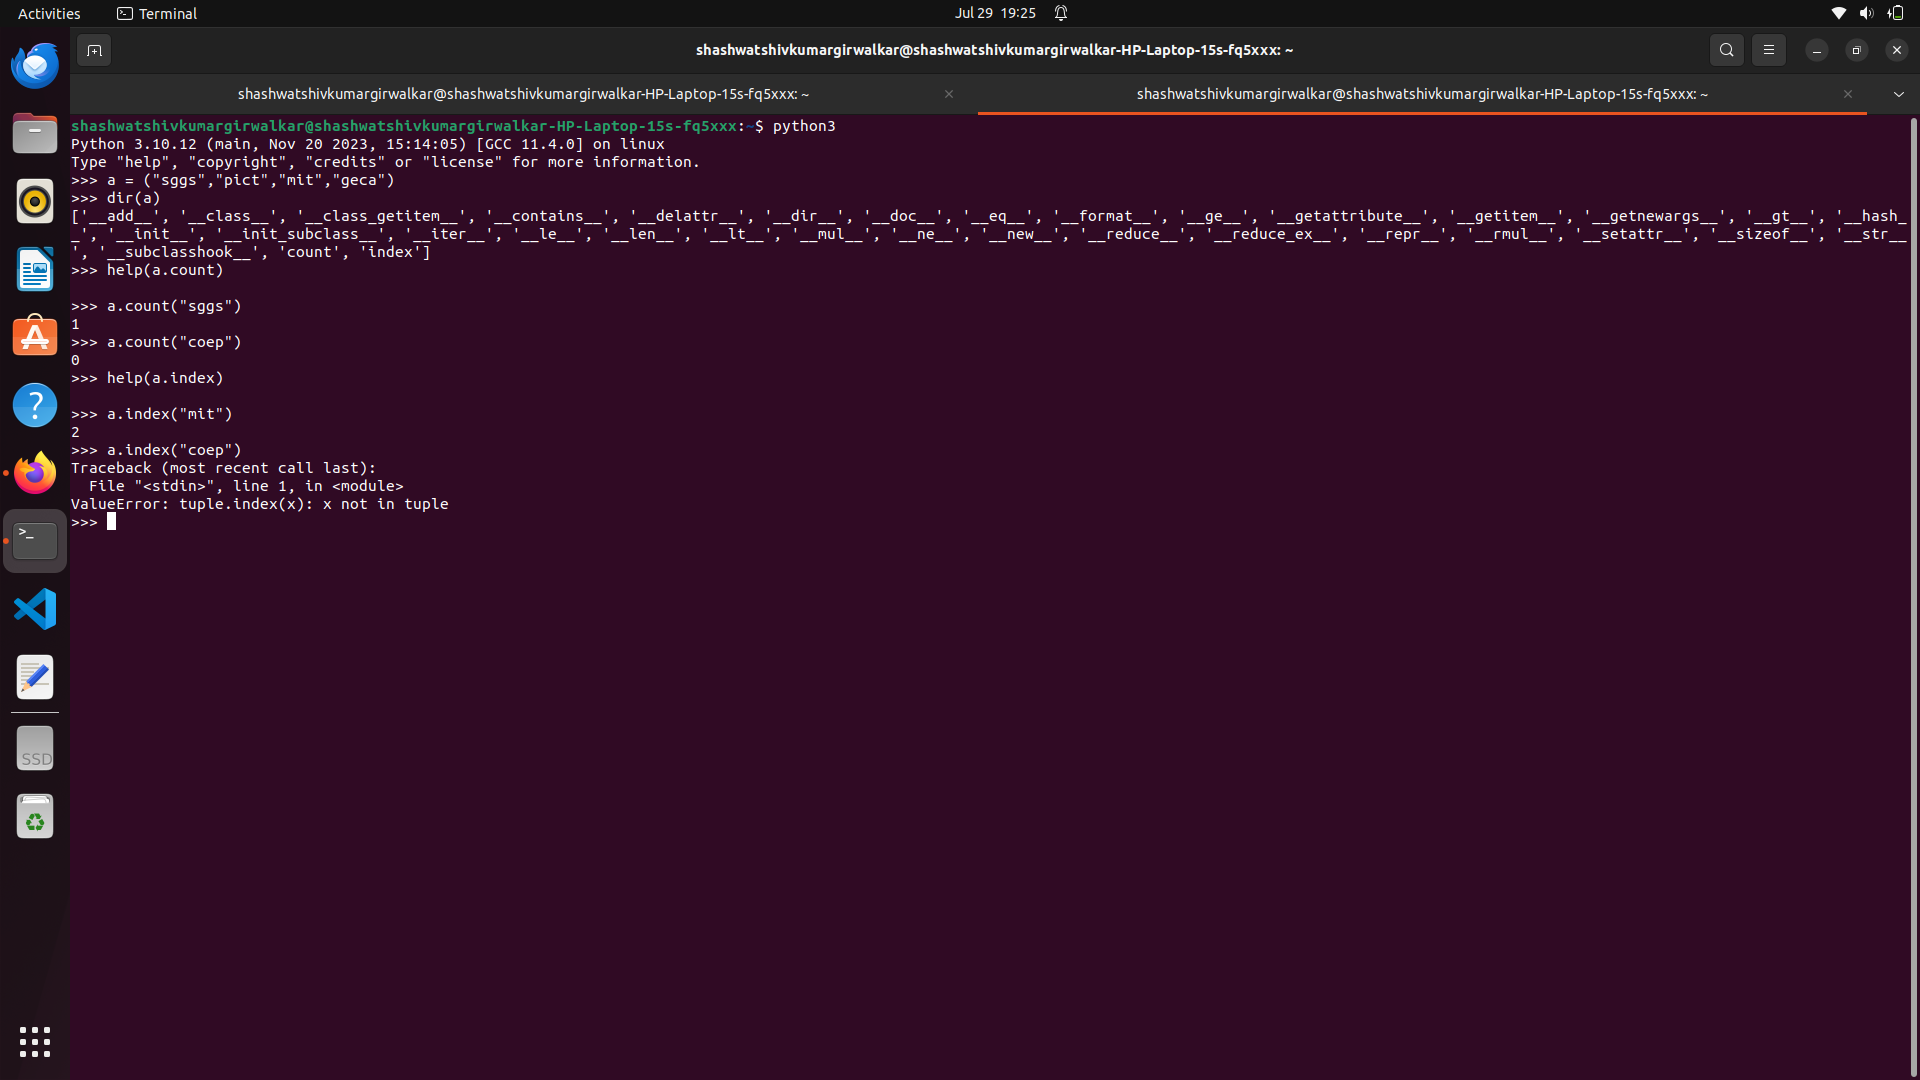 Activities
Terminal
Jul 29 19:25
shashwatshivkumargirwalkar@shashwatshivkumargirwalkar-HP-Laptop-15s-fq5xxx: ~
shashwatshivkumargirwalkar@shashwatshivkumargirwalkar-HP-Laptop-15s-fq5xxx: ~
shashwatshivkumargirwalkar@shashwatshivkumargirwalkar-HP-Laptop-15s-fq5xxx: ~
shashwatshivkumargirwalkar@shashwatshivkumargirwalkar-HP-Laptop-15s-fq5xxx:~$ python3
Python 3.10.12 (main, Nov 20 2023, 15:14:05) [GCC 11.4.0] on linux
Type "help", "copyright", "credits" or "license" for more information.
>>> a = ("sggs","pict","mit","geca")
>>> dir(a)
['__add__', '__class__', '__class_getitem__', '__contains__', '__delattr__', '__dir__', '__doc__', '__eq__', '__format__', '__ge__', '__getattribute__', '__getitem__', '__getnewargs__', '__gt__', '__hash_
_', '__init__', '__init_subclass__', '__iter__', '__le__', '__len__', '__lt__', '__mul__', '__ne__', '__new__', '__reduce__', '__reduce_ex__', '__repr__', '__rmul__', '__setattr__', '__sizeof__', '__str__
', '__subclasshook__', 'count', 'index']
>>> help(a.count)
>>> a.count("sggs")
1
>>> a.count("coep")
0
>>> help(a.index)
>>> a.index("mit")
2
>>> a.index("coep")
Traceback (most recent call last):
  File "<stdin>", line 1, in <module>
ValueError: tuple.index(x): x not in tuple
>>>
SSD